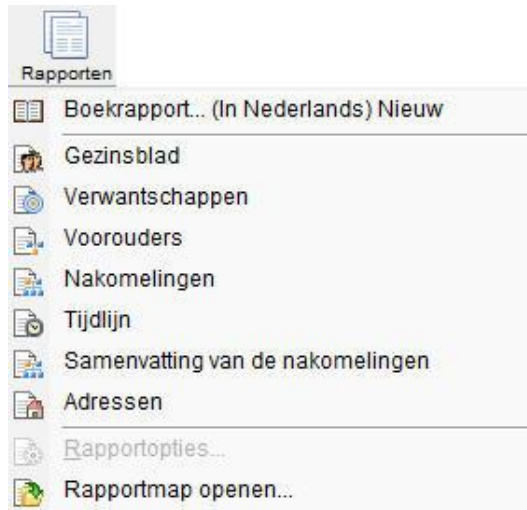 Rapporten
Boekrapport... (In Nederlands) Nieuw
Gezinsblad
Verwantschappen
Voorouders
Nakomelingen
Tijdlijn
Samenvatting van de nakomelingen
Adressen
Rapportopties...
Rapportmap openen...